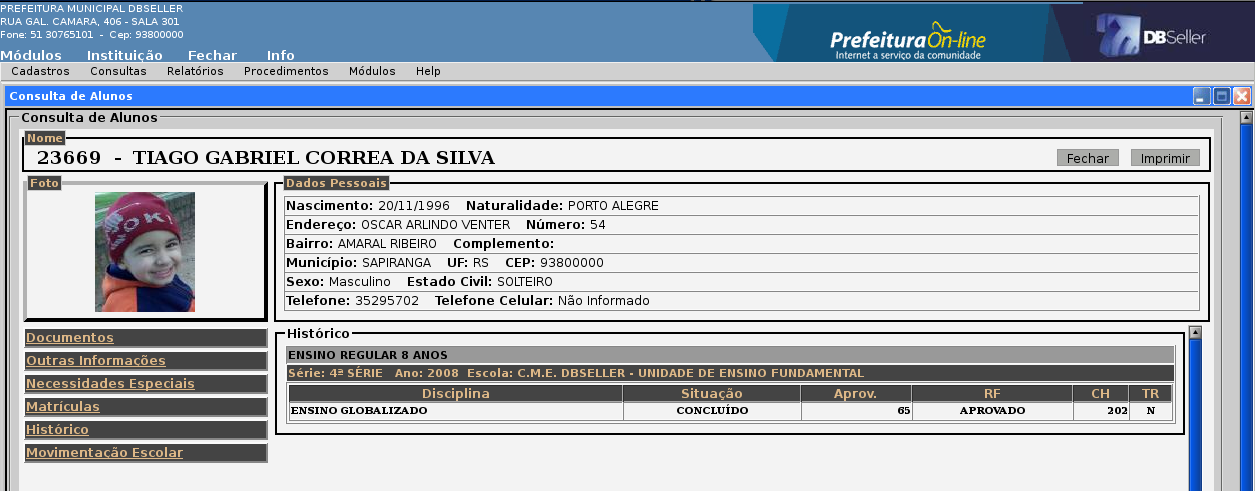 PREFEITURA MUNICIPAL DBSELLER
RUA GAL. CAMARA, 406 - SALA 301
Fone: 51 30765101 - Cep: 93800000
Prefeitura On-line
Internet a serviço da comunidade
DBSeller
Módulos Instituição Fechar Info
Cadastros Consultas Relatórios Procedimentos Módulos Help
Consulta de Alunos
Consulta de Alunos
Nome
23669 - TIAGO GABRIEL CORREA DA SILVA
Fechar Imprimir
Foto
Dados Pessoais
Nascimento: 20/11/1996 Naturalidade: PORTO ALEGRE
Endereço: OSCAR ARLINDO VENTER Número: 54
Bairro: AMARAL RIBEIRO Complemento:
Município: SAPIRANGA UF: RS CEP: 93800000
Sexo: Masculino Estado Civil: SOLTEIRO
Telefone: 35295702 Telefone Celular: Não Informado
Documentos
Outras Informações
Necessidades Especiais
Matrículas
Histórico
Movimentacão Escolar
Histórico
ENSINO REGULAR 8 ANOS
Série: 4ª SÉRIE Ano: 2008 Escola: C.M.E. DBSELLER - UNIDADE DE ENSINO FUNDAMENTAL
Disciplina Situação Aprov. RF CH TR
ENSINO GLOBALIZADO CONCLUÍDO 65 APROVADO 202 N